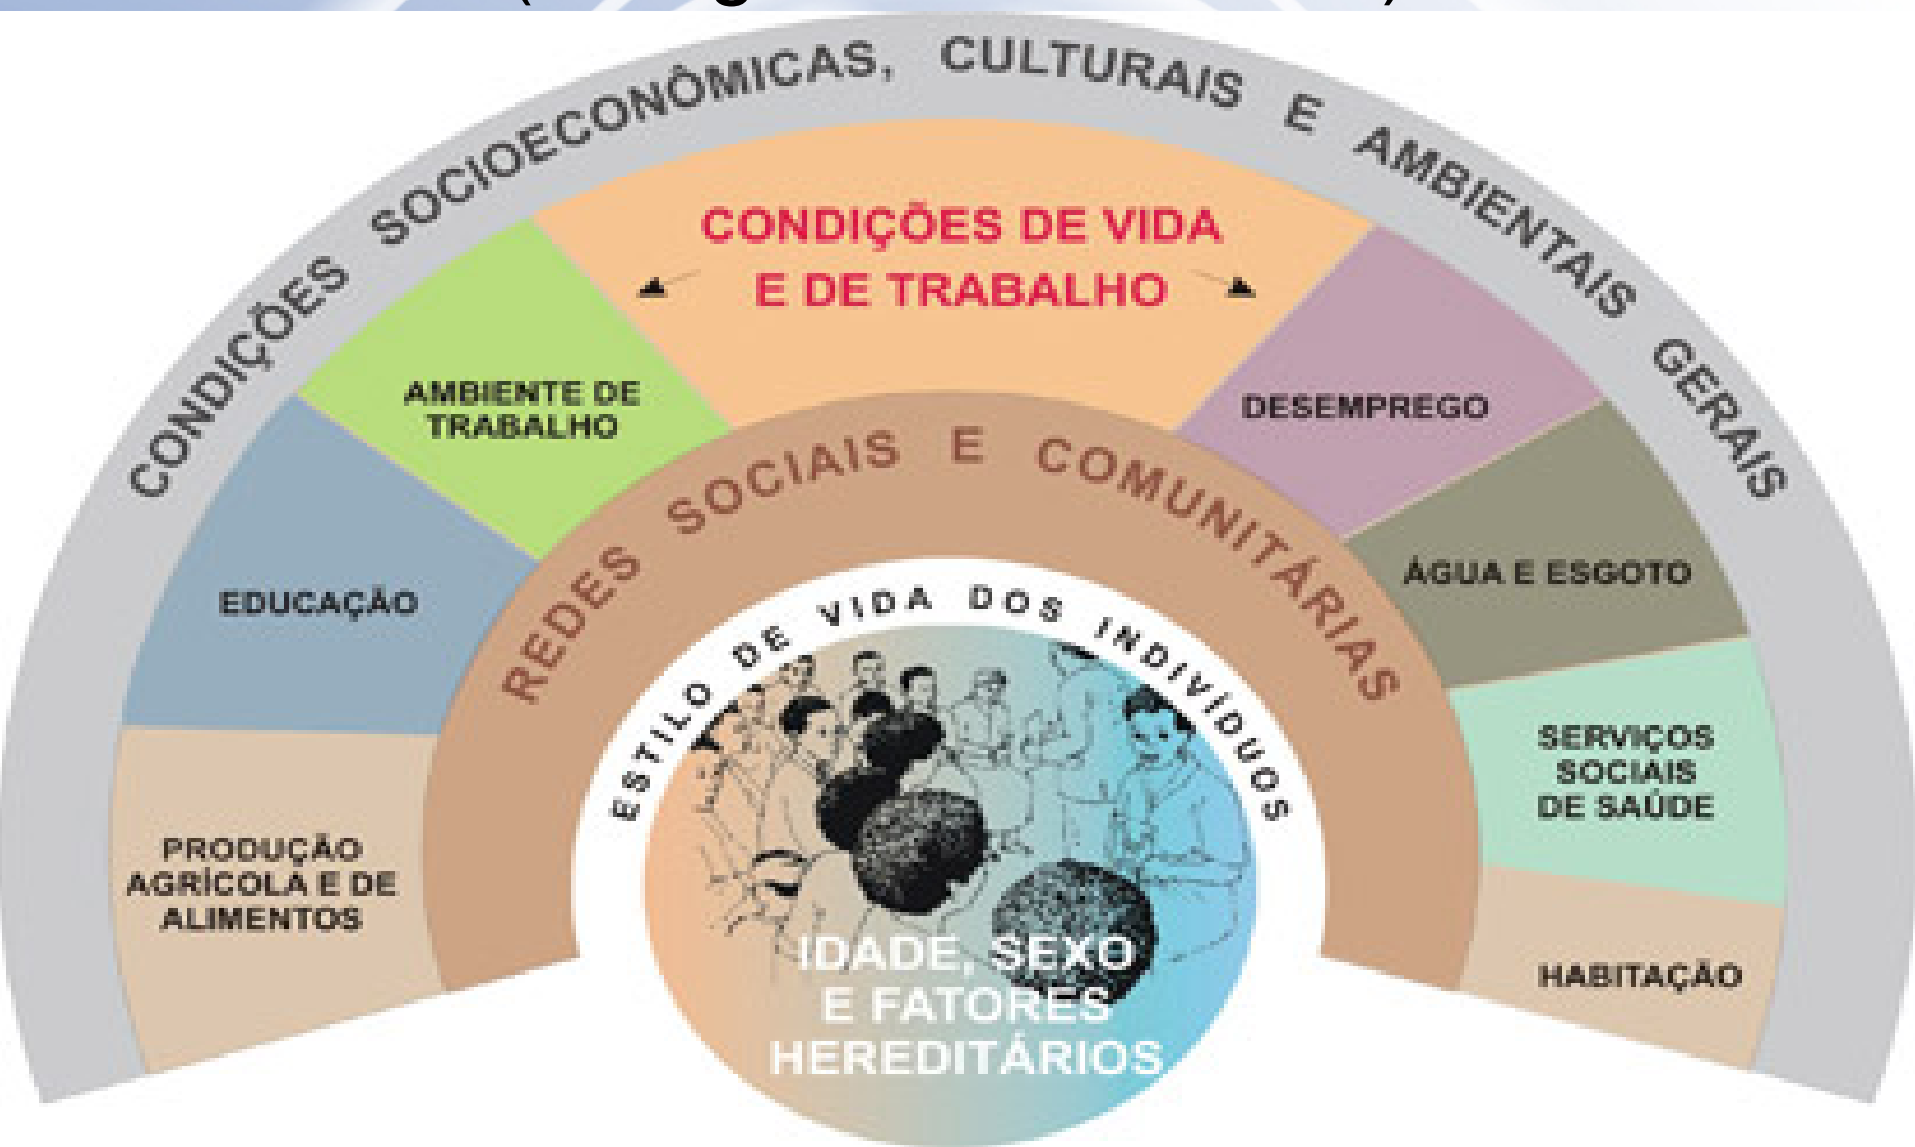 CONDIÇÕES SOCIOECONÔMICAS, CULTURAIS E AMBIENTAIS GERAIS
CONDIÇÕES DE VIDA
E DE TRABALHO
AMBIENTE DE
TRABALHO
DESEMPREGO
EDUCAÇÃO
ÁGUA E ESGOTO
PRODUÇÃO
AGRÍCOLA E DE
ALIMENTOS
SERVIÇOS
SOCIAIS
DE SAÚDE
HABITAÇÃO
REDES SOCIAIS E COMUNITÁRIAS
ESTILO DE VIDA DOS INDIVÍDUOS
IDADE, SEXO
E FATORES
HEREDITÁRIOS